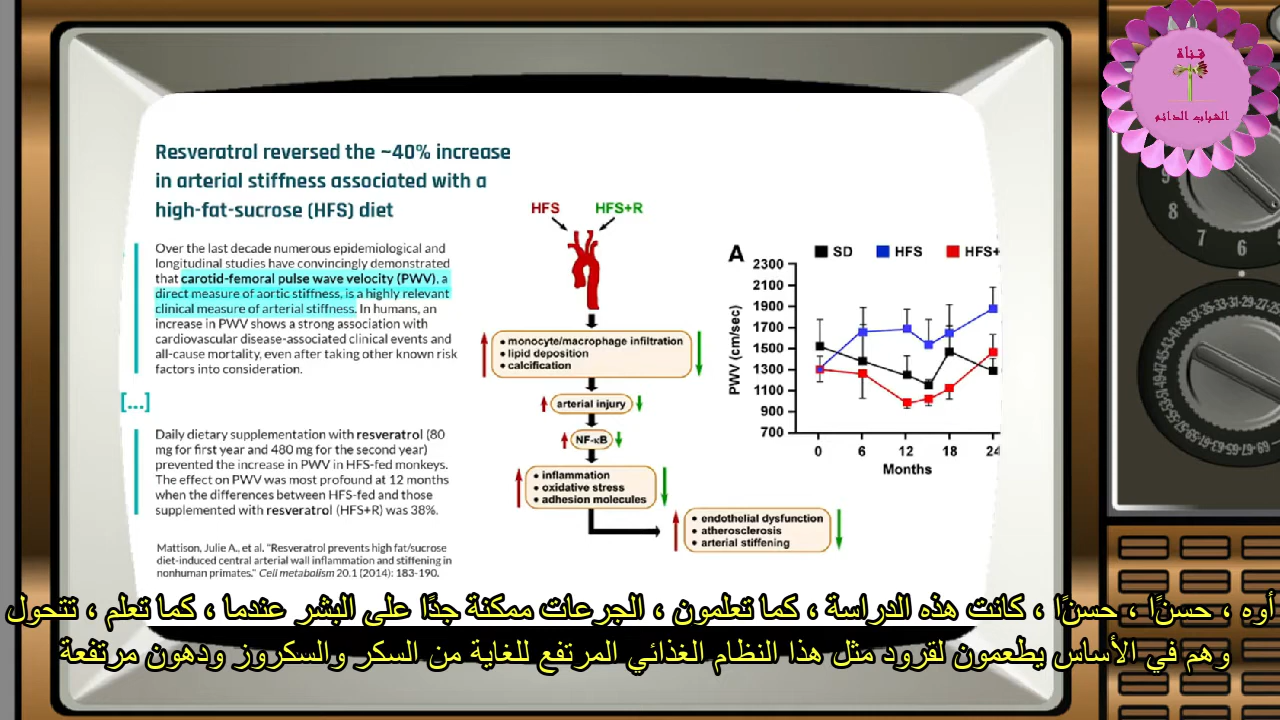 قناة
الشباب الدائم
Resveratrol reversed the ~40% increase
in arterial stiffness associated with a
high-fat-sucrose (HFS) diet
Over the last decade numerous epidemiological and
longitudinal studies have convincingly demonstrated
that carotid-femoral pulse wave velocity (PWV), a
direct measure of aortic stiffness, is a highly relevant
clinical measure of arterial stiffness. In humans, an
increase in PWV shows a strong association with
cardiovascular disease-associated clinical events and
all-cause mortality, even after taking other known risk
factors into consideration.
[...]
Daily dietary supplementation with resveratrol (80
mg for first year and 480 mg for the second year)
prevented the increase in PWV in HFS-fed monkeys.
The effect on PWV was most profound at 12 months
when the differences between HFS-fed and those
supplemented with resveratrol (HFS+R) was 38%.
Mattison, Julie A., et al. "Resveratrol prevents high fat/sucrose
diet-induced central arterial wall inflammation and stiffening in
nonhuman primates." Cell metabolism 20.1 (2014): 183-190.
HFS HFS+R
• monocyte/macrophage infiltration
• lipid deposition
• calcification
arterial injury
NF-κB
• inflammation
• oxidative stress
• adhesion molecules
• endothelial dysfunction
• atherosclerosis
• arterial stiffening
A
SD HFS HFS+
PWV (cm/sec)
2300
2100
1900
1700
1500
1300
1100
900
700
0 6 12 18 24
Months
8
7
6
أوه ، حسنًا ، حسنًا ، كانت هذه الدراسة ، كما تعلمون ، الجرعات ممكنة جدًا على البشر عندما ، كما تعلم ، تتحول
وهم في الأساس يطعمون لقرود مثل هذا النظام الغذائي المرتفع للغاية من السكر والسكروز ودهون مرتفعة